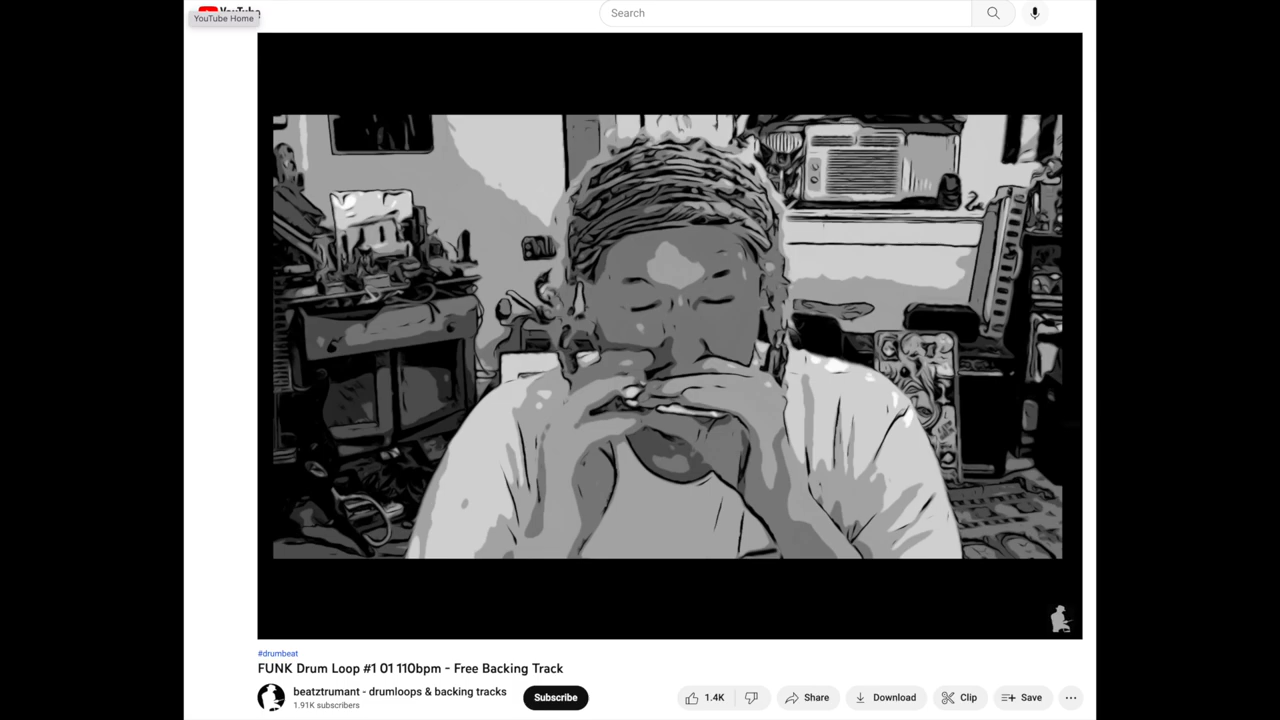 YouTube
YouTube Home
Search
#drumbeat
FUNK Drum Loop #1 01 110bpm - Free Backing Track
beatztrumant - drumloops & backing tracks
1.91K subscribers
Subscribe
1.4K
Share
Download
Clip
Save